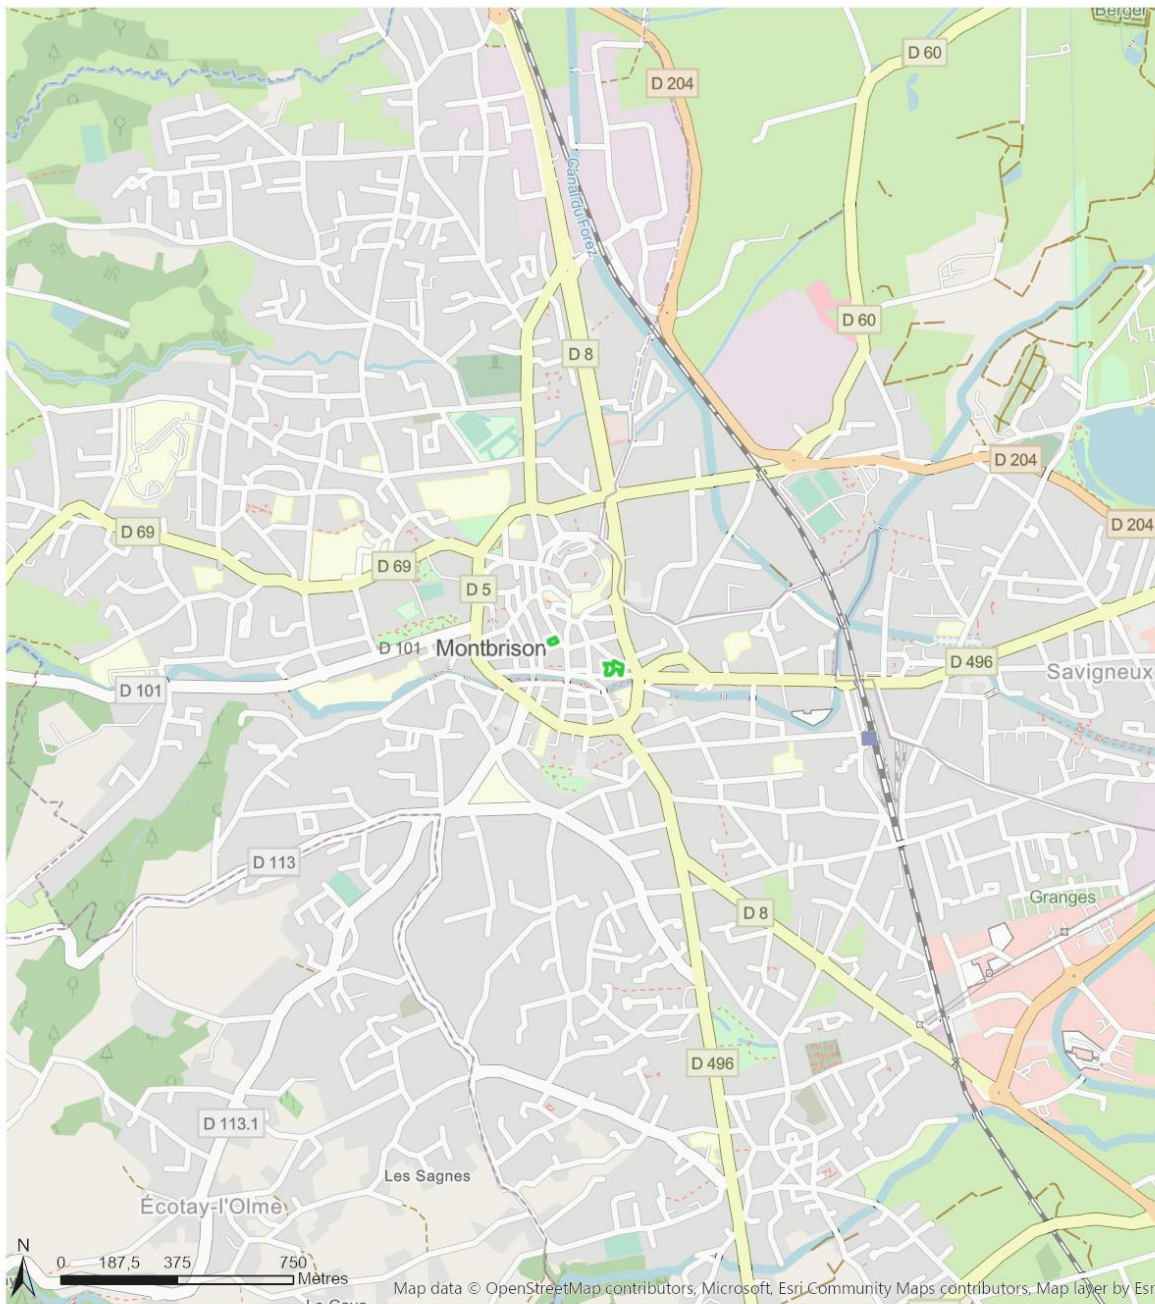 Berger
D 60
D 204
Canal du Forez
D 60
D 8
D 204
D 204
D 69
D 69
D 5
D 101
Montbrison
D 496
D 101
Savigneux
D 113
Granges
D 8
D 496
D 113.1
Les Sagnes
Écotay-l'Olme
N
0 187,5 375 750
Mètres
Map data © OpenStreetMap contributors, Microsoft, Esri Community Maps contributors, Map layer by Esri